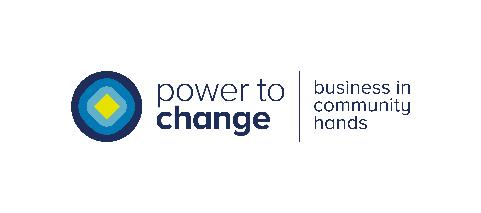 power to
change
business in
community
hands